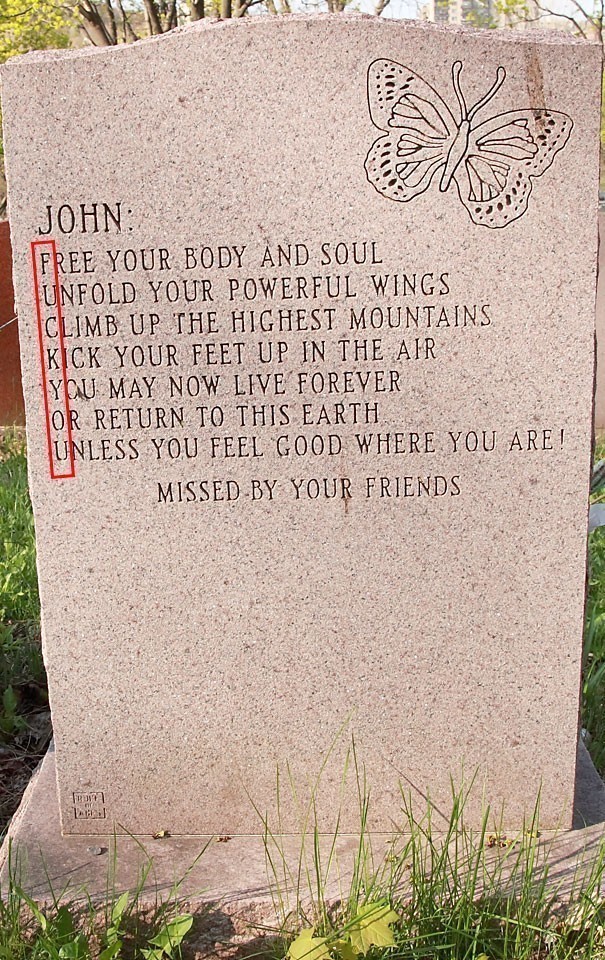 JOHN:
FREE YOUR BODY AND SOUL
UNFOLD YOUR POWERFUL WINGS
CLIMB UP THE HIGHEST MOUNTAINS
KICK YOUR FEET UP IN THE AIR
YOU MAY NOW LIVE FOREVER
OR RETURN TO THIS EARTH
UNLESS YOU FEEL GOOD WHERE YOU ARE!
MISSED BY YOUR FRIENDS